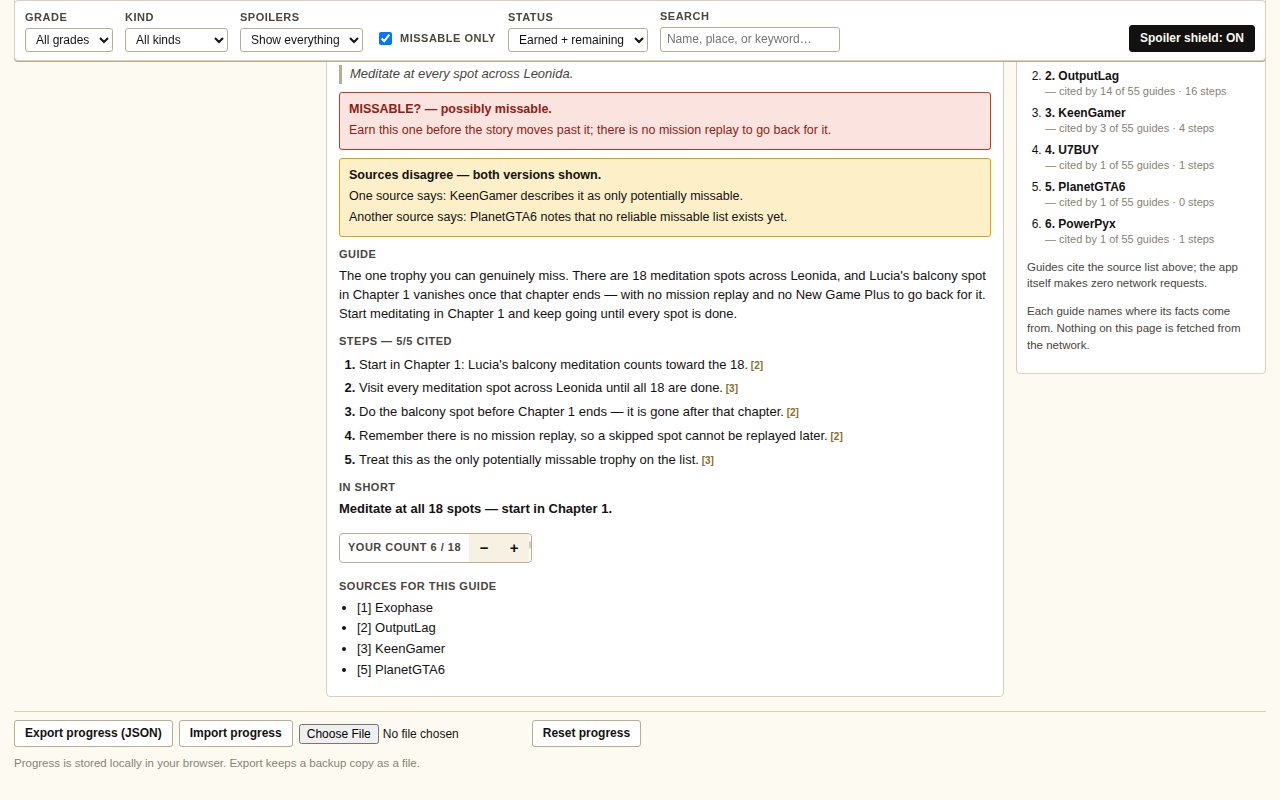 GRADE
All grades
KIND
All kinds
SPOILERS
Show everything
MISSABLE ONLY
STATUS
Earned + remaining
SEARCH
Name, place, or keyword…
Spoiler shield: ON
Meditate at every spot across Leonida.
MISSABLE? — possibly missable.
Earn this one before the story moves past it; there is no mission replay to go back for it.
Sources disagree — both versions shown.
One source says: KeenGamer describes it as only potentially missable.
Another source says: PlanetGTA6 notes that no reliable missable list exists yet.
GUIDE
The one trophy you can genuinely miss. There are 18 meditation spots across Leonida, and Lucia's balcony spot
in Chapter 1 vanishes once that chapter ends — with no mission replay and no New Game Plus to go back for it.
Start meditating in Chapter 1 and keep going until every spot is done.
STEPS — 5/5 CITED
1. Start in Chapter 1: Lucia's balcony meditation counts toward the 18. [2]
2. Visit every meditation spot across Leonida until all 18 are done. [3]
3. Do the balcony spot before Chapter 1 ends — it is gone after that chapter. [2]
4. Remember there is no mission replay, so a skipped spot cannot be replayed later. [2]
5. Treat this as the only potentially missable trophy on the list. [3]
IN SHORT
Meditate at all 18 spots — start in Chapter 1.
YOUR COUNT 6 / 18 − +
SOURCES FOR THIS GUIDE
• [1] Exophase
• [2] OutputLag
• [3] KeenGamer
• [5] PlanetGTA6
2. 2. OutputLag
— cited by 14 of 55 guides · 16 steps
3. 3. KeenGamer
— cited by 3 of 55 guides · 4 steps
4. 4. U7BUY
— cited by 1 of 55 guides · 1 steps
5. 5. PlanetGTA6
— cited by 1 of 55 guides · 0 steps
6. 6. PowerPyx
— cited by 1 of 55 guides · 1 steps
Guides cite the source list above; the app
itself makes zero network requests.
Each guide names where its facts come
from. Nothing on this page is fetched from
the network.
Export progress (JSON)
Import progress
Choose File No file chosen
Reset progress
Progress is stored locally in your browser. Export keeps a backup copy as a file.